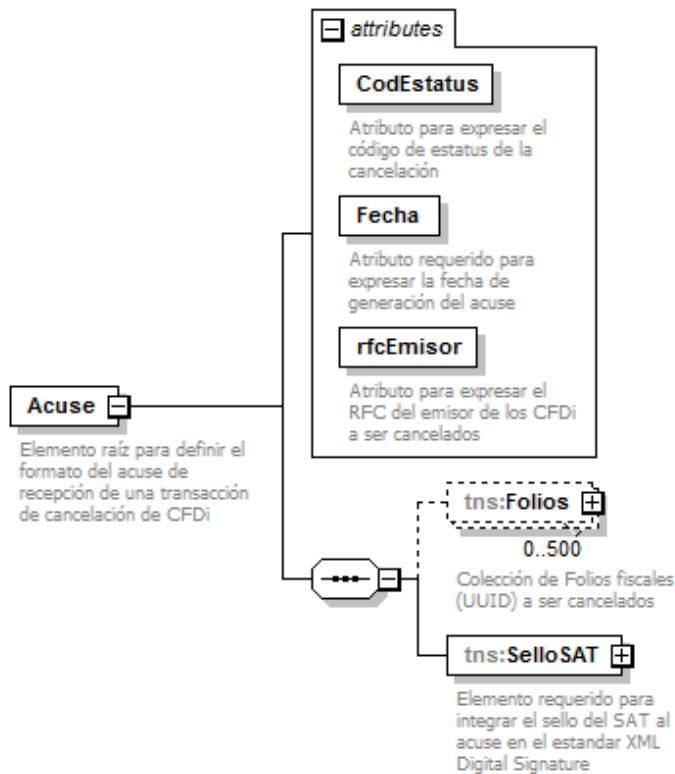 attributes
CodEstatus
Atributo para expresar el
código de estatus de la
cancelación
Fecha
Atributo requerido para
expresar la fecha de
generación del acuse
rfcEmisor
Atributo para expresar el
RFC del emisor de los CFDi
a ser cancelados
Acuse
Elemento raíz para definir el
formato del acuse de
recepción de una transacción
de cancelación de CFDi
tns:Folios
0..500
Colección de Folios fiscales
(UUID) a ser cancelados
tns:SelloSAT
Elemento requerido para
integrar el sello del SAT al
acuse en el estandar XML
Digital Signature